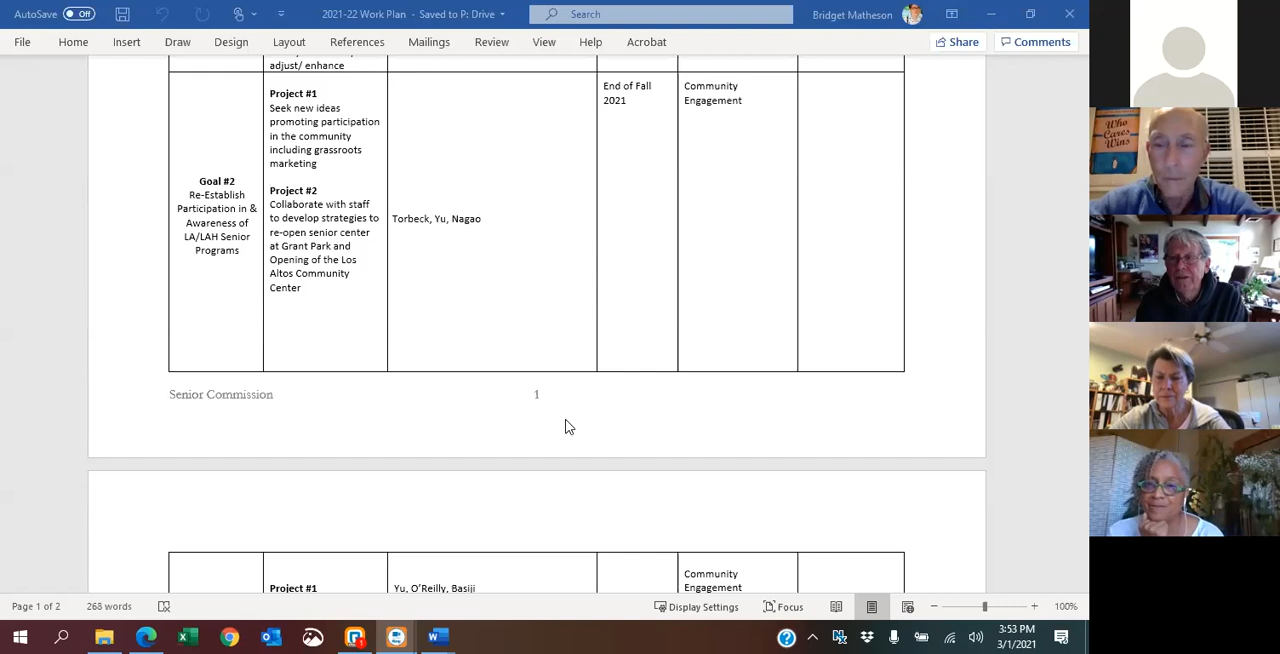 AutoSave Off 2021-22 Work Plan - Saved to P: Drive Search Bridget Matheson
File Home Insert Draw Design Layout References Mailings Review View Help Acrobat Share Comments
adjust/ enhance
Goal #2
Re-Establish
Participation in &
Awareness of
LA/LAH Senior
Programs
Project #1
Seek new ideas
promoting participation
in the community
including grassroots
marketing
Project #2
Collaborate with staff
to develop strategies to
re-open senior center
at Grant Park and
Opening of the Los
Altos Community
Center
Torbeck, Yu, Nagao
End of Fall
2021
Community
Engagement
Senior Commission 1
Project #1
Yu, O'Reilly, Basiji
Community
Engagement
Who
Cares
Wins
Page 1 of 2 268 words Display Settings Focus 100%
3:53 PM
3/1/2021